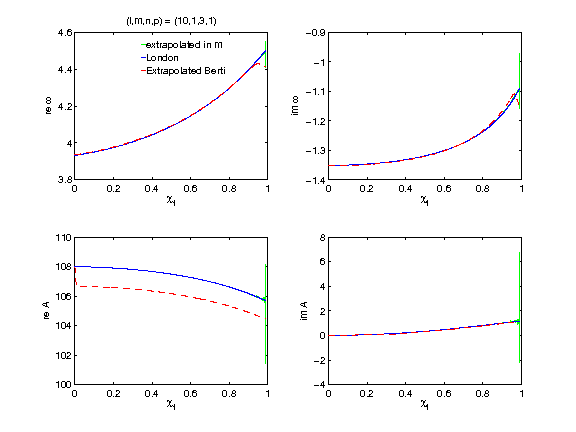 (l,m,n,p) = (10,1,3,1)
4.6
4.4
4.2
4
3.8
re ω
extrapolated in m
London
Extrapolated Berti
0 0.2 0.4 0.6 0.8 1
χf
−0.9
−1
−1.1
−1.2
−1.3
−1.4
im ω
0 0.2 0.4 0.6 0.8 1
χf
110
108
106
104
102
100
re A
0 0.2 0.4 0.6 0.8 1
χf
8
6
4
2
0
−2
−4
im A
0 0.2 0.4 0.6 0.8 1
χf